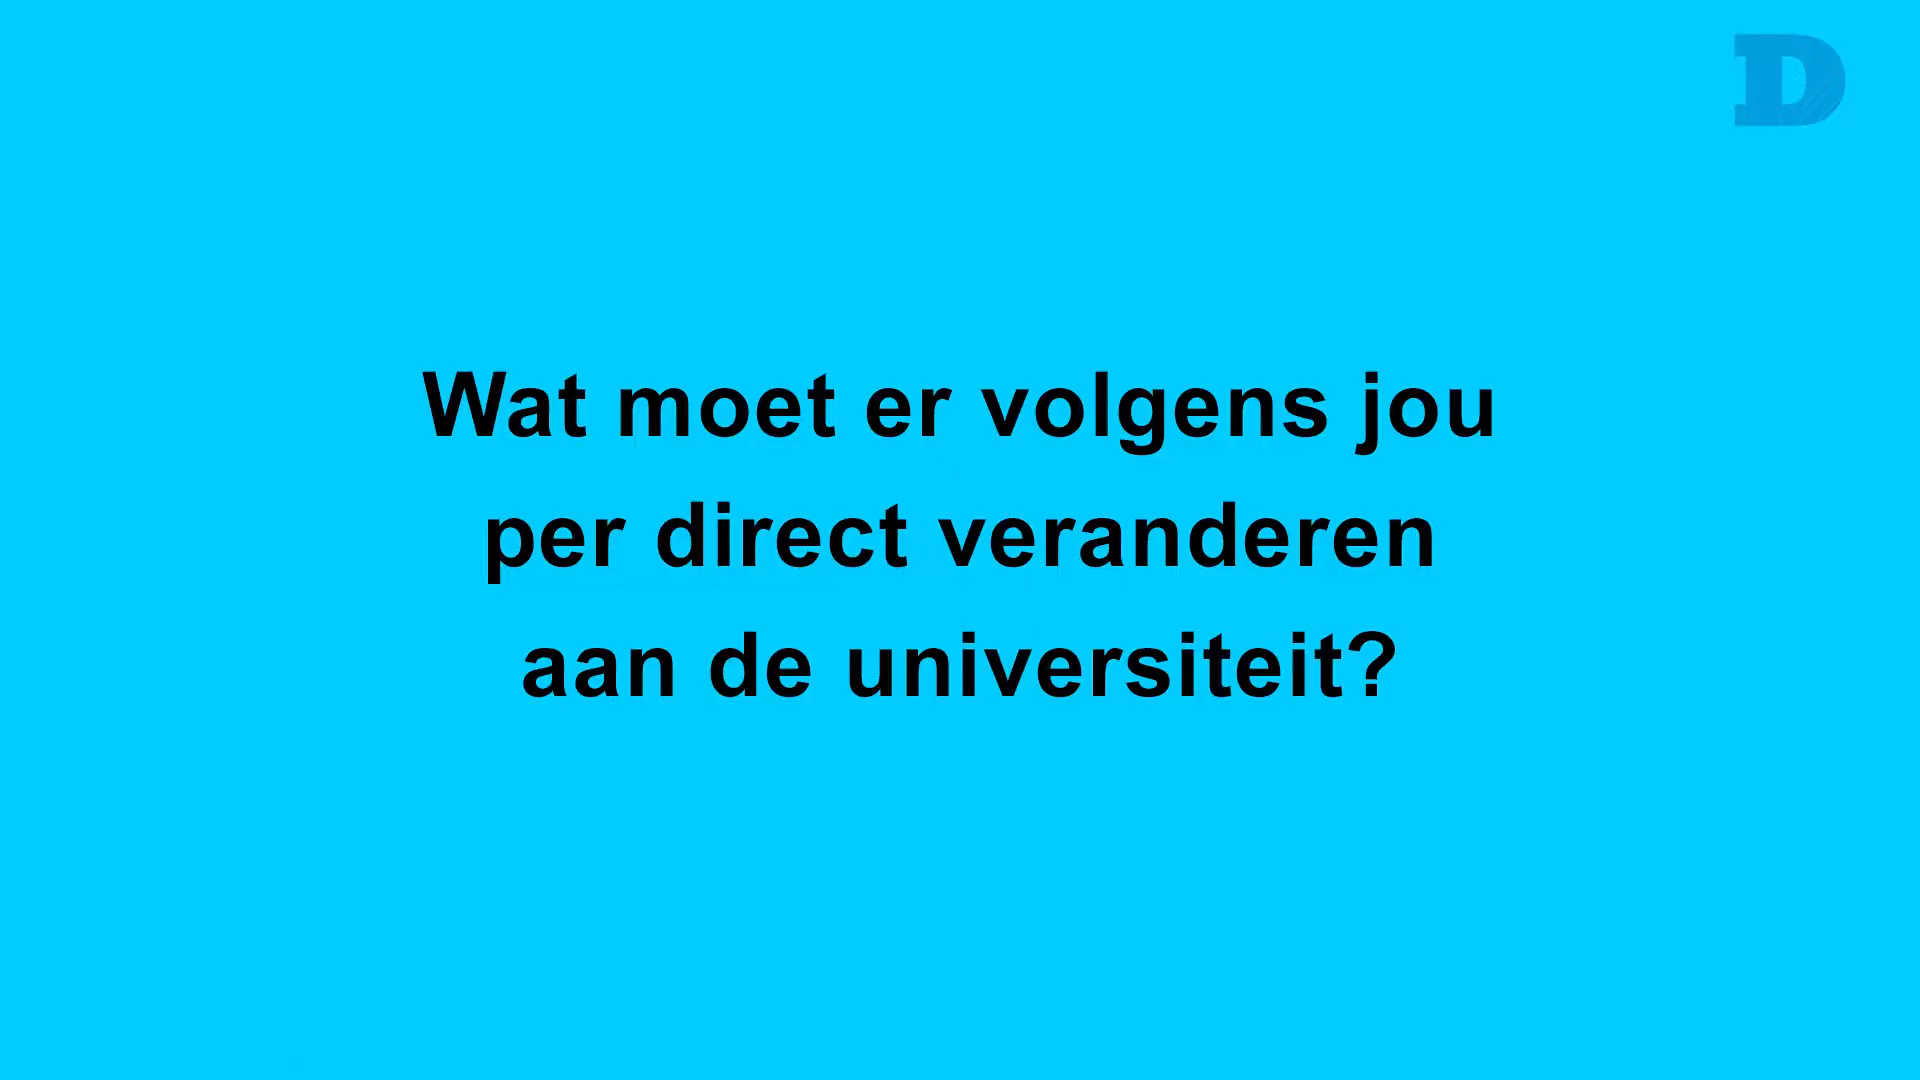 D
Wat moet er volgens jou
per direct veranderen
aan de universiteit?